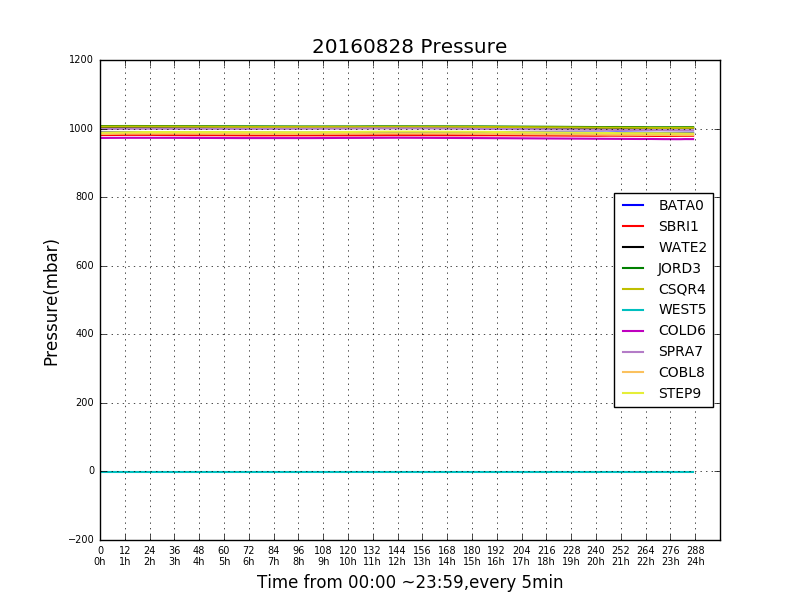 20160828 Pressure
Pressure(mbar)
1200
1000
800
600
400
200
0
−200
BATA0
SBRI1
WATE2
JORD3
CSQR4
WEST5
COLD6
SPRA7
COBL8
STEP9
0 12 24 36 48 60 72 84 96 108 120 132 144 156 168 180 192 204 216 228 240 252 264 276 288
0h 1h 2h 3h 4h 5h 6h 7h 8h 9h 10h 11h 12h 13h 14h 15h 16h 17h 18h 19h 20h 21h 22h 23h 24h
Time from 00:00 ~23:59,every 5min